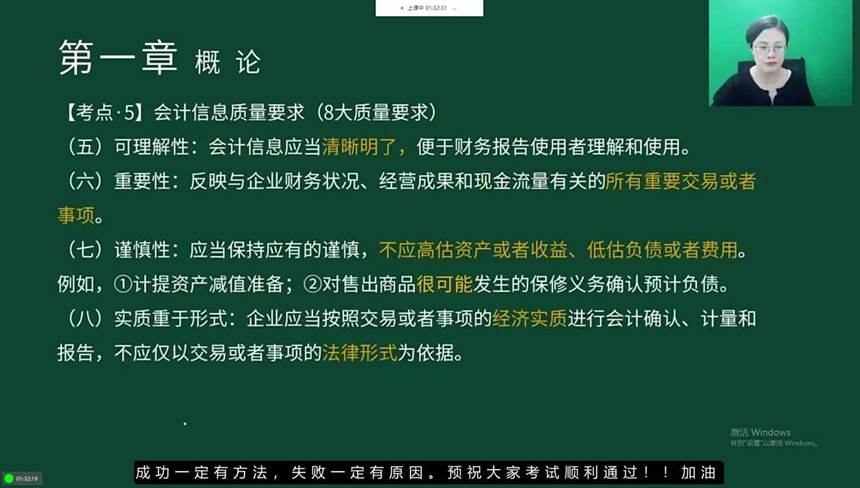 上课中 01:32:31
第一章 概 论
【考点·5】会计信息质量要求（8大质量要求）
（五）可理解性：会计信息应当清晰明了，便于财务报告使用者理解和使用。
（六）重要性：反映与企业财务状况、经营成果和现金流量有关的所有重要交易或者
事项。
（七）谨慎性：应当保持应有的谨慎，不应高估资产或者收益、低估负债或者费用。
例如，①计提资产减值准备；②对售出商品很可能发生的保修义务确认预计负债。
（八）实质重于形式：企业应当按照交易或者事项的经济实质进行会计确认、计量和
报告，不应仅以交易或者事项的法律形式为依据。
激活 Windows
转到"设置"以激活 Windows。
01:32:19
成功一定有方法，失败一定有原因。预祝大家考试顺利通过！！加油